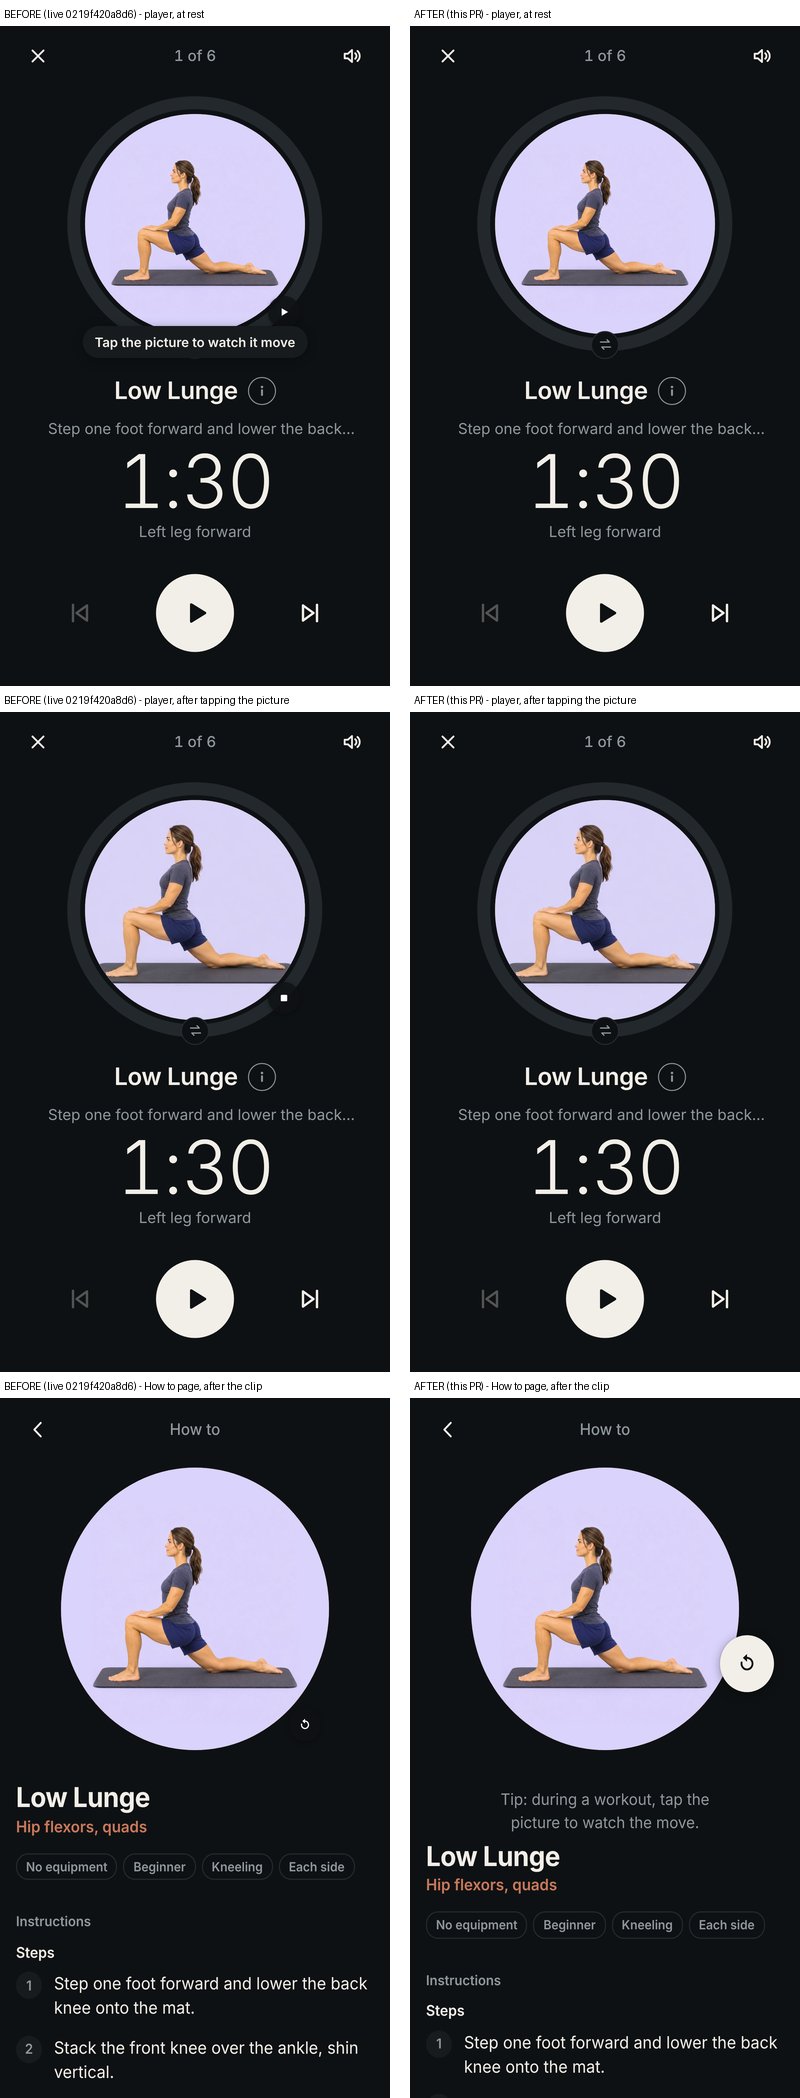 BEFORE (live 0219f420a8d6) - player, at rest
1 of 6
Tap the picture to watch it move
Low Lunge
Step one foot forward and lower the back...
1:30
Left leg forward
AFTER (this PR) - player, at rest
1 of 6
Low Lunge
Step one foot forward and lower the back...
1:30
Left leg forward
BEFORE (live 0219f420a8d6) - player, after tapping the picture
1 of 6
Low Lunge
Step one foot forward and lower the back...
1:30
Left leg forward
AFTER (this PR) - player, after tapping the picture
1 of 6
Low Lunge
Step one foot forward and lower the back...
1:30
Left leg forward
BEFORE (live 0219f420a8d6) - How to page, after the clip
How to
Low Lunge
Hip flexors, quads
No equipment Beginner Kneeling Each side
Instructions
Steps
1 Step one foot forward and lower the back
knee onto the mat.
2 Stack the front knee over the ankle, shin
vertical.
AFTER (this PR) - How to page, after the clip
How to
Tip: during a workout, tap the
picture to watch the move.
Low Lunge
Hip flexors, quads
No equipment Beginner Kneeling Each side
Instructions
Steps
1 Step one foot forward and lower the back
knee onto the mat.